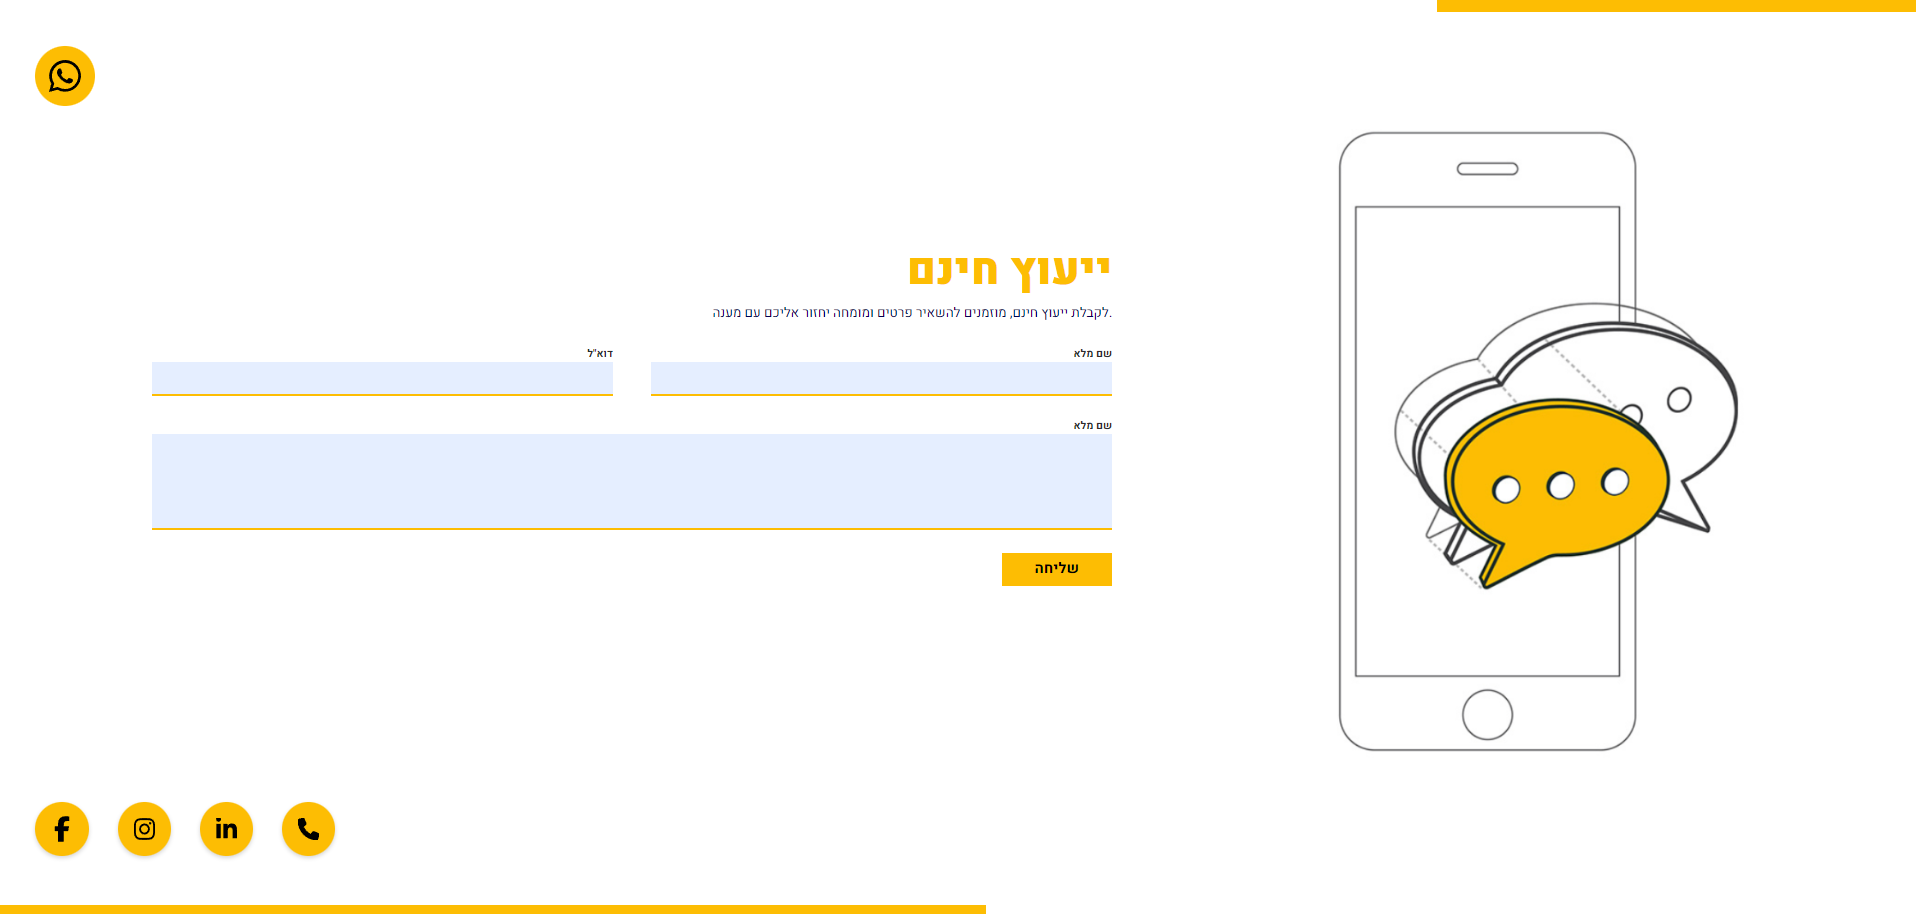 ייעוץ חינם
לקבלת ייעוץ חינם, מוזמנים להשאיר פרטים ומומחה יחזור אליכם עם מענה.
שם מלא
דוא"ל
שם מלא
שליחה